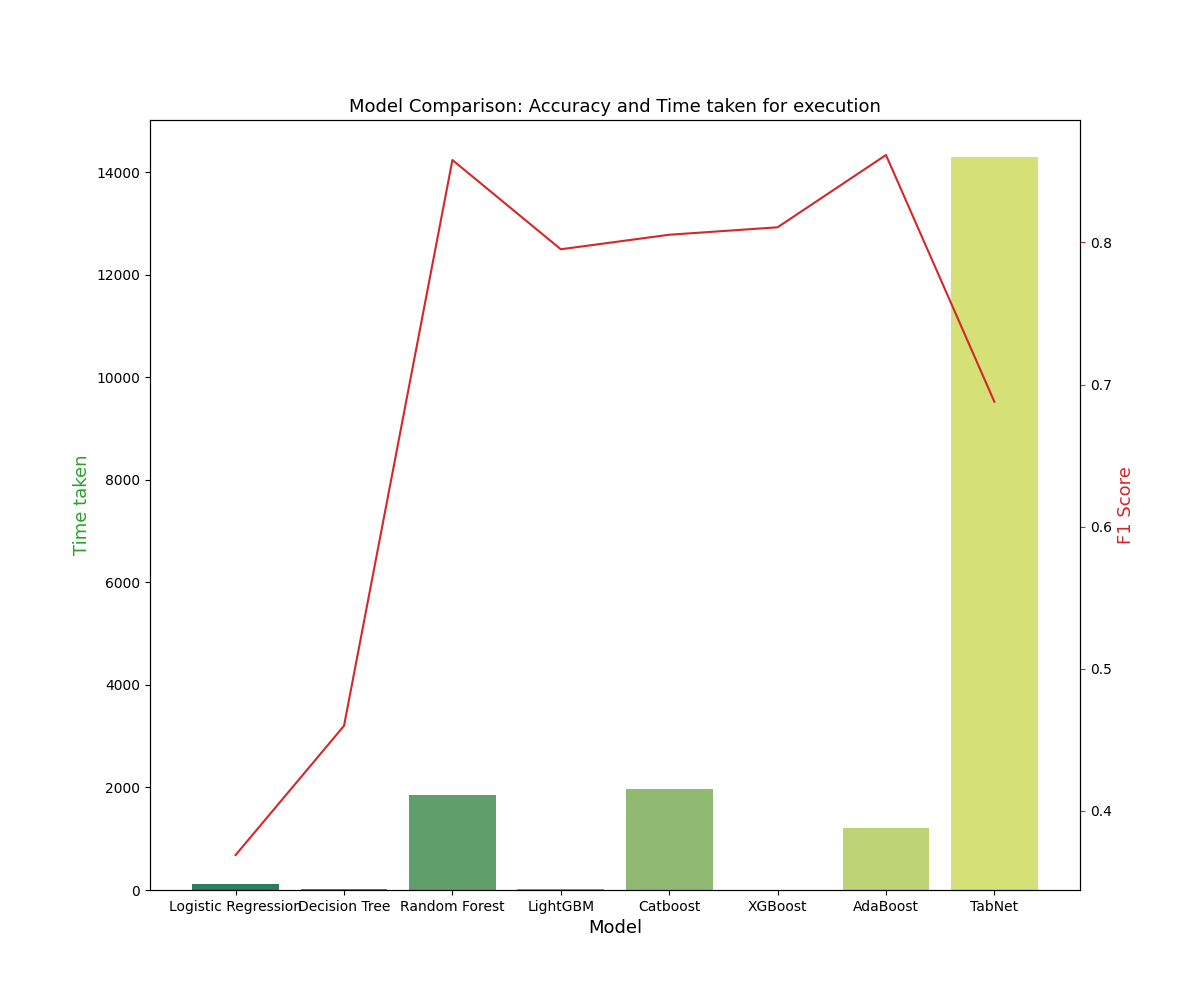 Model Comparison: Accuracy and Time taken for execution
14000
12000
10000
8000
6000
4000
2000
0
Time taken
0.8
0.7
0.6
0.5
0.4
F1 Score
Logistic Regression
Decision Tree
Random Forest
LightGBM
Catboost
XGBoost
AdaBoost
TabNet
Model